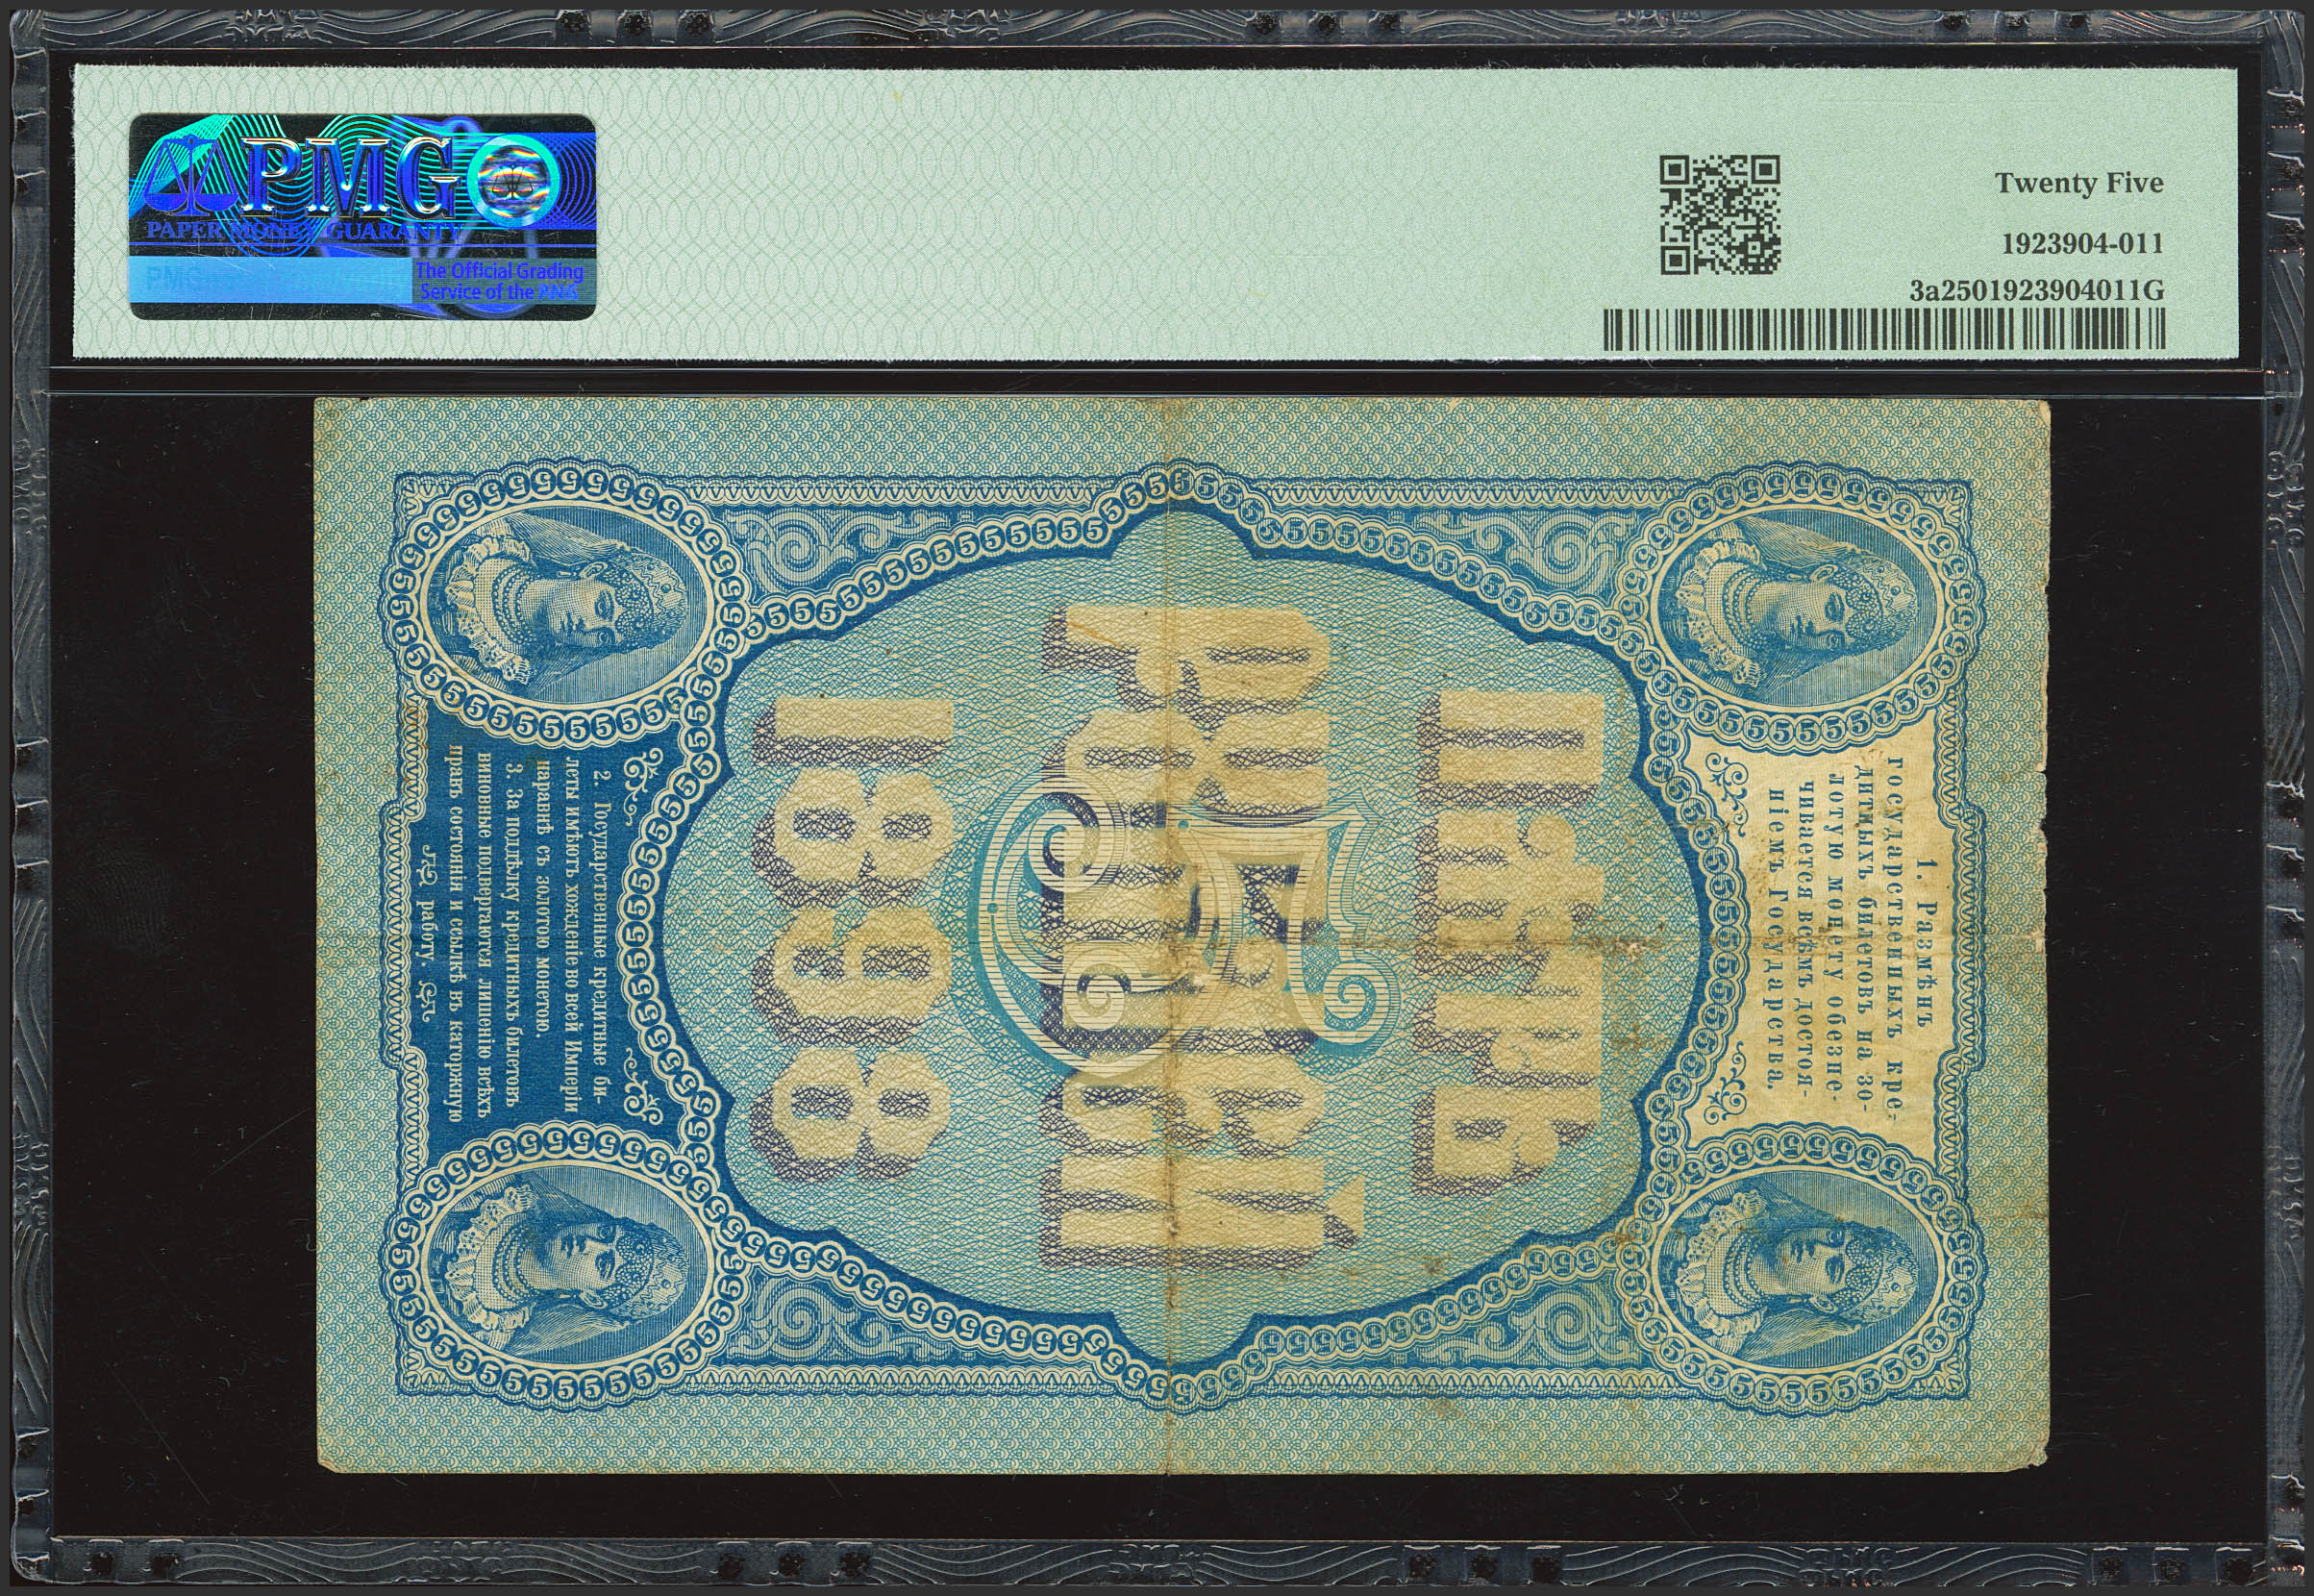 PMG
PAPER MONEY GUARANTY
The Official Grading
Service of the PNG
Twenty Five
1923904-011
3a2501923904011G
1. Размѣнъ
государственныхъ кре-
дитныхъ билетовъ на зо-
лотую монету обезпе-
чивается всѣмъ достоя-
ніемъ Государства.
ПЯТЬ
РУБЛЕЙ
5
1898
2. Государственные кредитные би-
леты имѣютъ хожденіе во всей Имперіи
наравнѣ съ золотою монетою.
3. За поддѣлку кредитныхъ билетовъ
виновные подвергаются лишенію всѣхъ
правъ состоянія и ссылкѣ въ каторжную
работу.